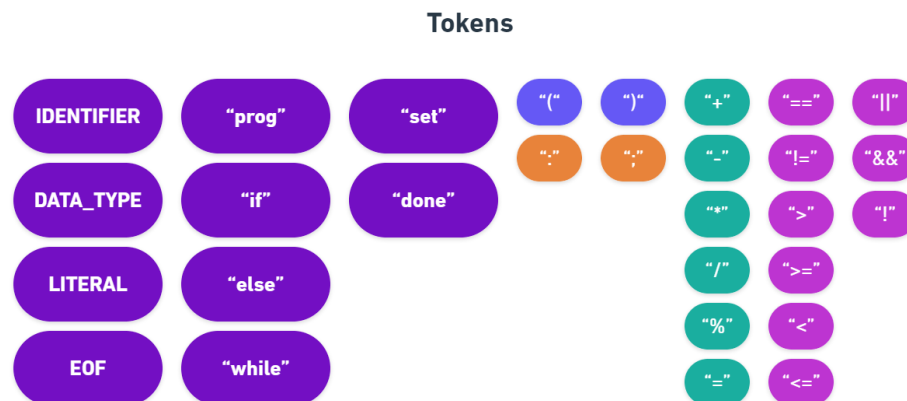 Tokens
IDENTIFIER “prog” “set” “(“ ”)“ “+” “==” “||”
“:” “;” “-” “!=” “&&”
DATA_TYPE “if” “done” “*” “>” “!”
LITERAL “else” “/” “>=”
“%” “<”
EOF “while” “=” “<=”